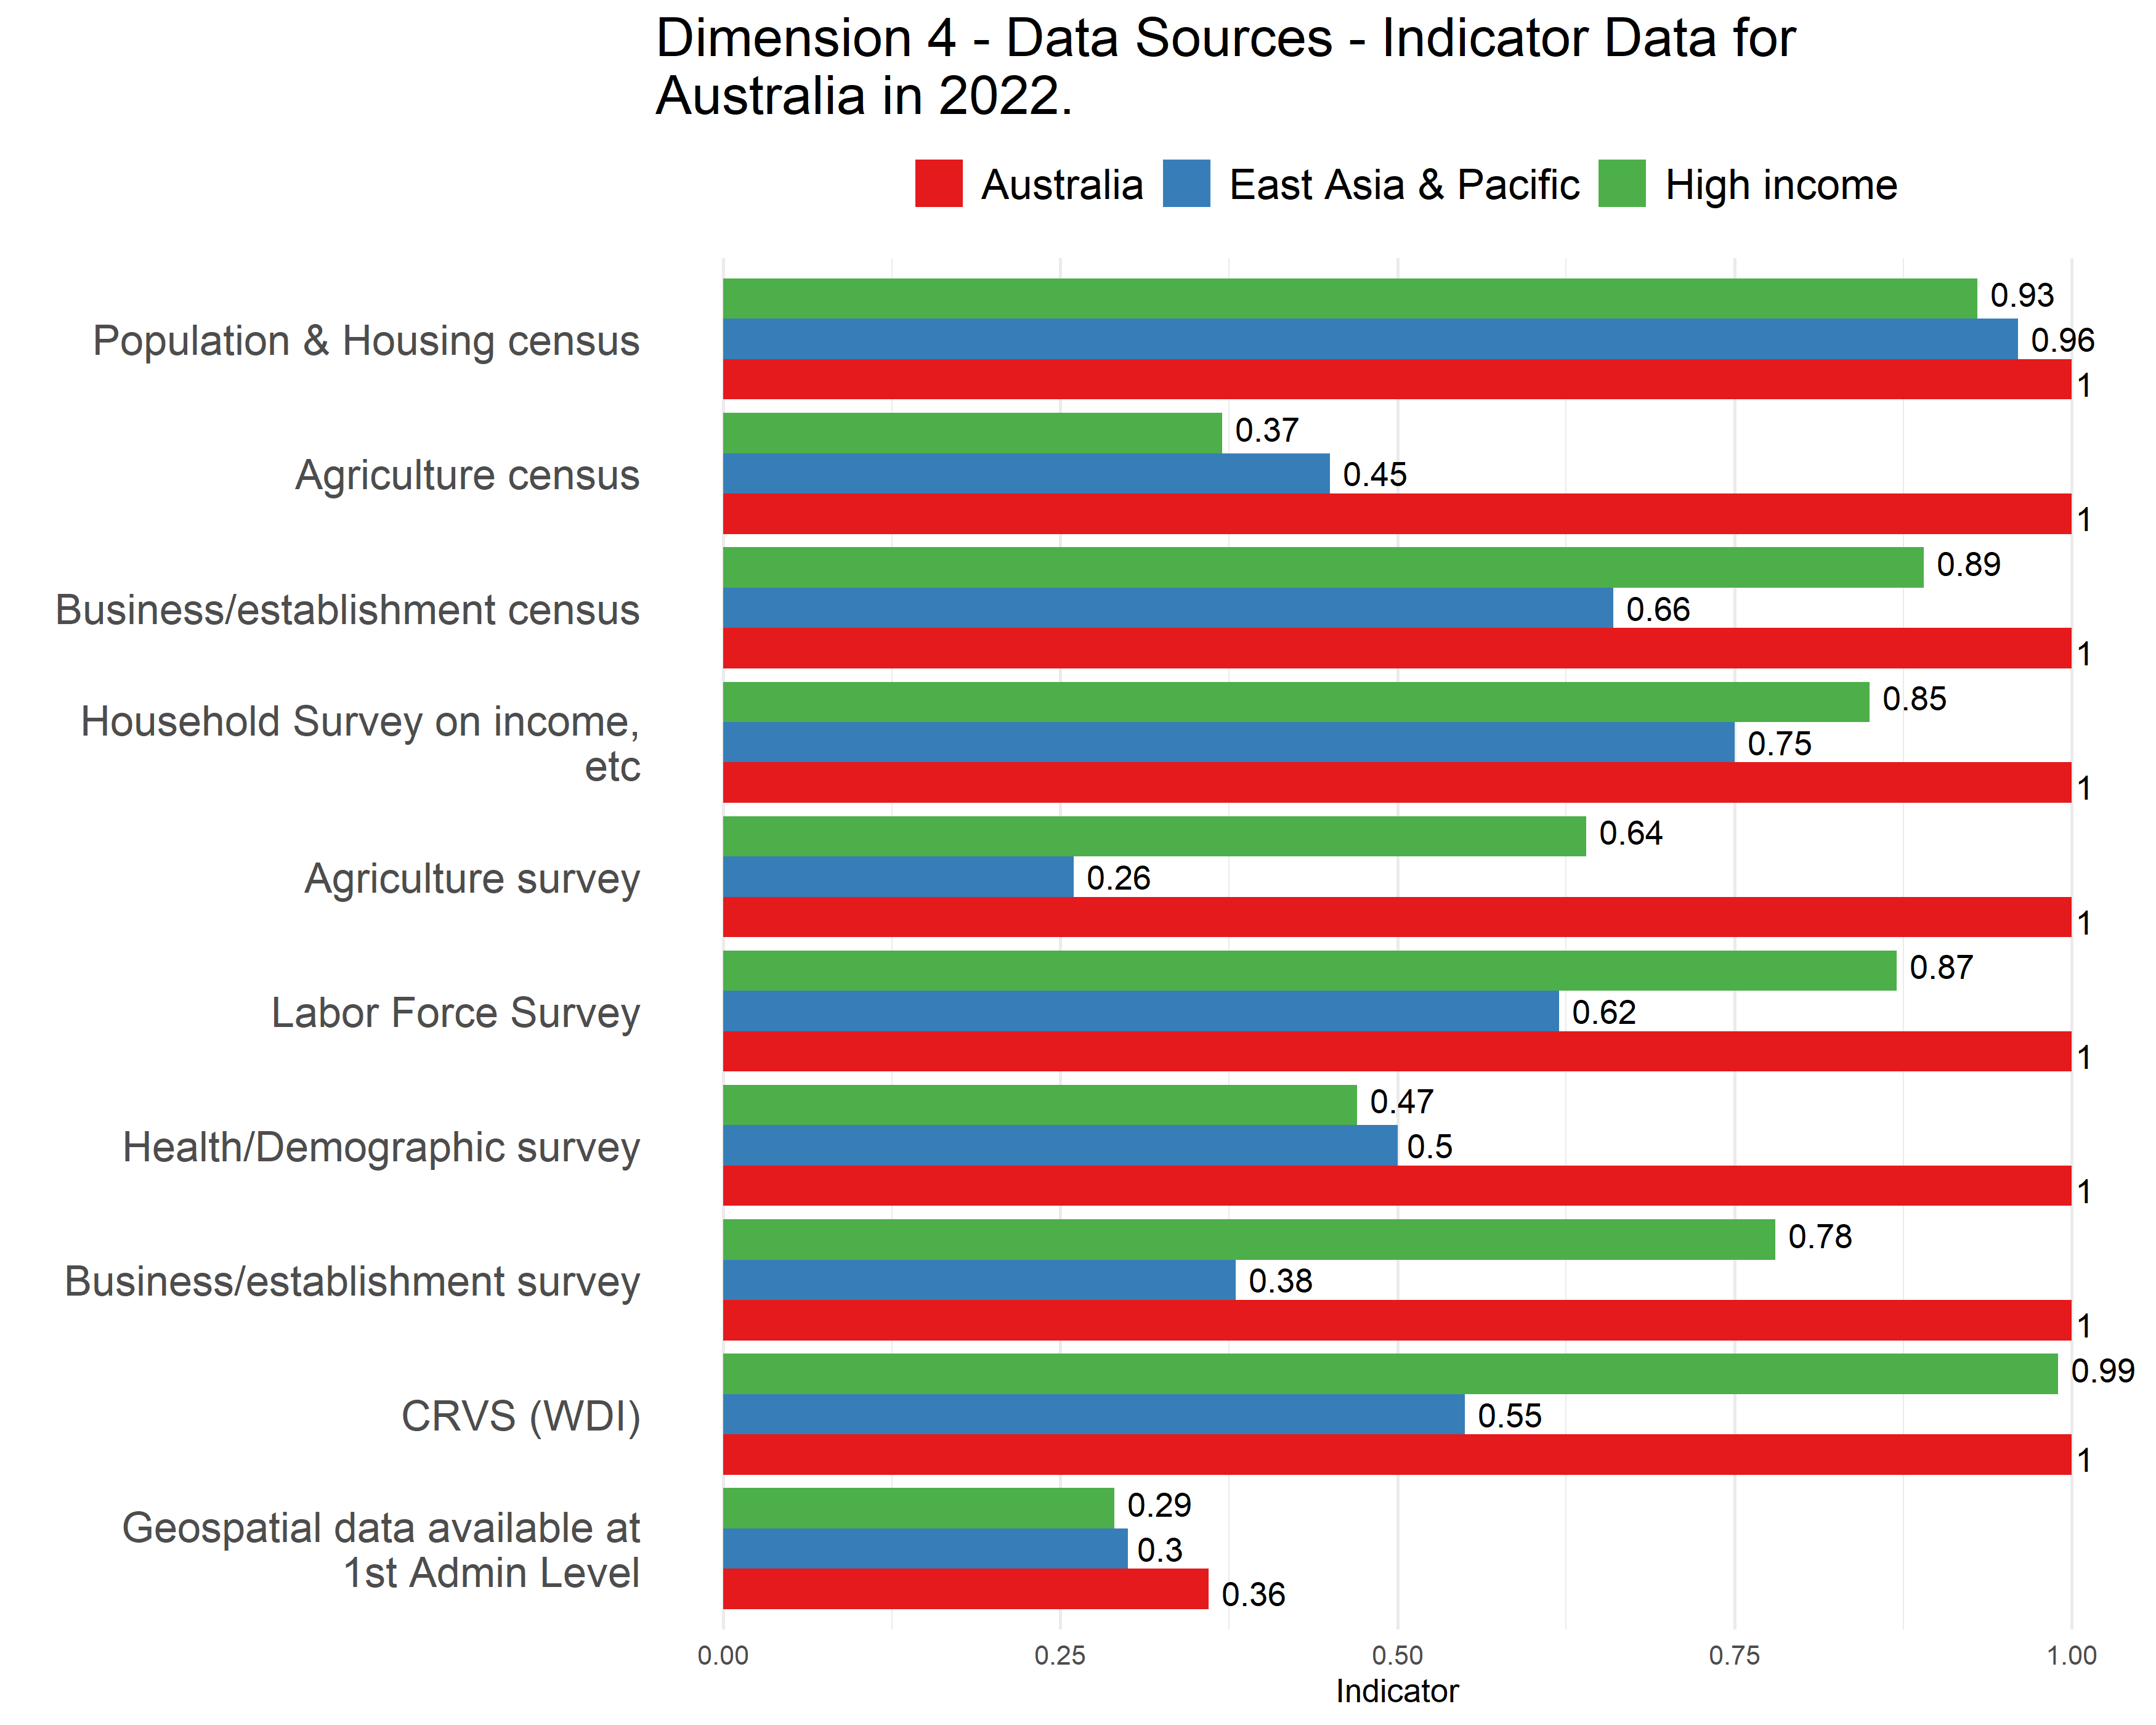 Dimension 4 - Data Sources - Indicator Data for
Australia in 2022.
Australia East Asia & Pacific High income
Population & Housing census
0.93
0.96
1
Agriculture census
0.37
0.45
1
Business/establishment census
0.89
0.66
1
Household Survey on income,
etc
0.85
0.75
1
Agriculture survey
0.64
0.26
1
Labor Force Survey
0.87
0.62
1
Health/Demographic survey
0.47
0.5
1
Business/establishment survey
0.78
0.38
1
CRVS (WDI)
0.99
0.55
1
Geospatial data available at
1st Admin Level
0.29
0.3
0.36
0.00 0.25 0.50 0.75 1.00
Indicator